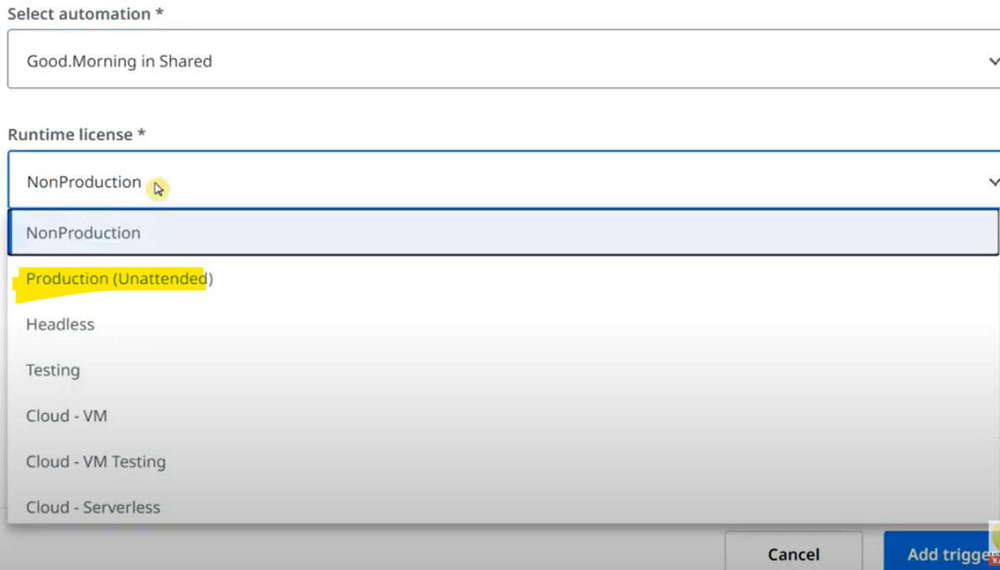 Select automation *
Good.Morning in Shared
Runtime license *
NonProduction
NonProduction
Production (Unattended)
Headless
Testing
Cloud - VM
Cloud - VM Testing
Cloud - Serverless
Cancel
Add trigge